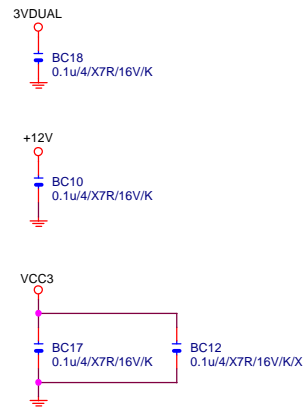 3VDUAL
BC18
0.1u/4/X7R/16V/K
+12V
BC10
0.1u/4/X7R/16V/K
VCC3
BC17
0.1u/4/X7R/16V/K
BC12
0.1u/4/X7R/16V/K/X